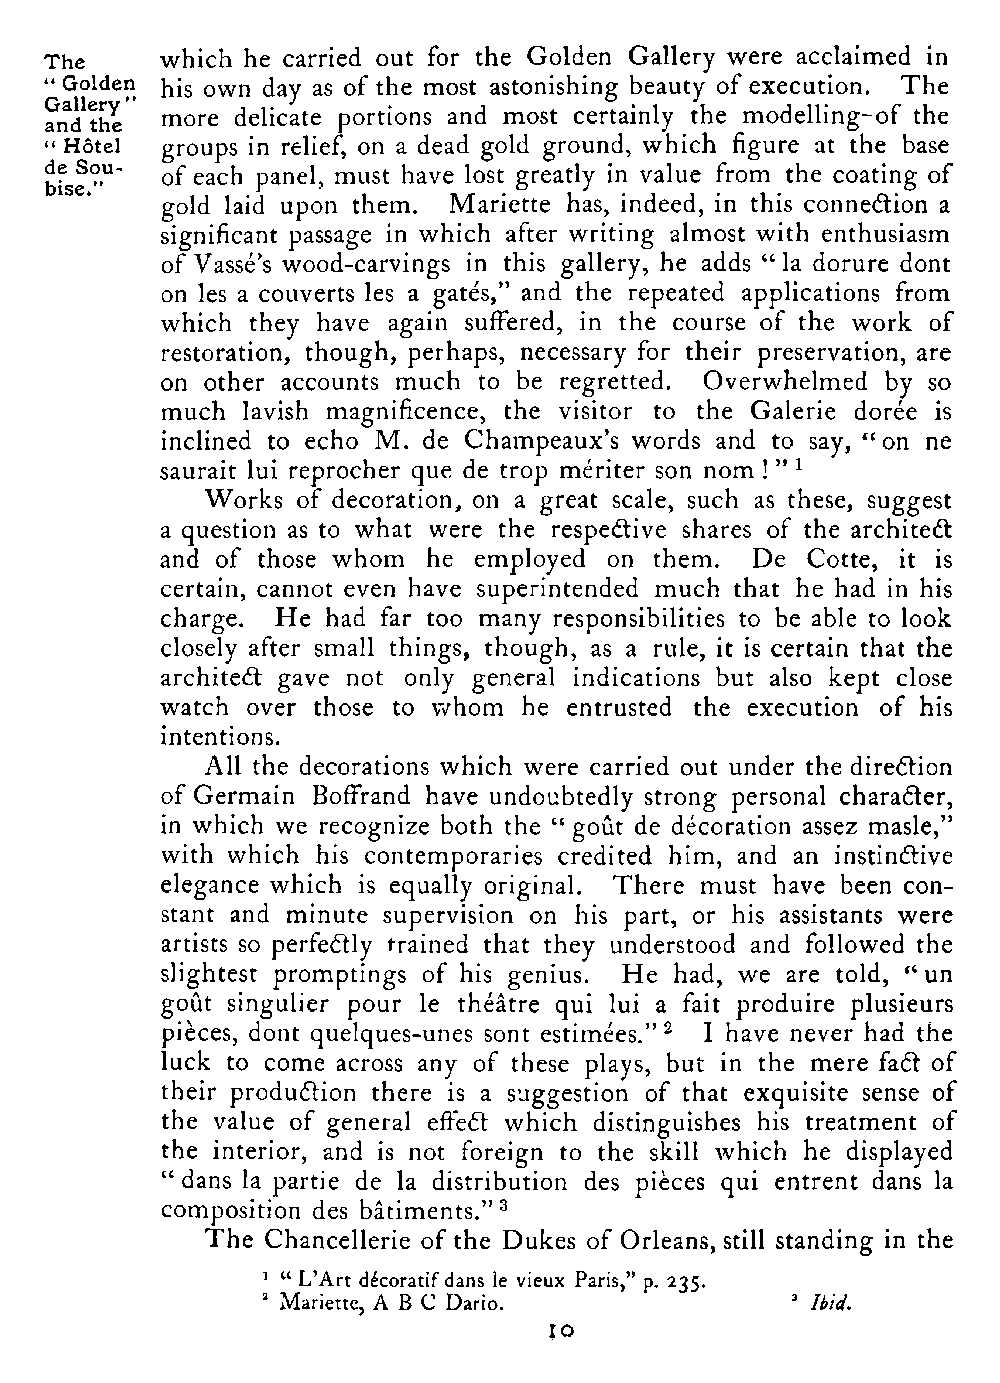 The
“ Golden
Gallery”
and the
“ Hôtel
de Sou-
bise.”
which he carried out for the Golden Gallery were acclaimed in
his own day as of the most astonishing beauty of execution. The
more delicate portions and most certainly the modelling-of the
groups in relief, on a dead gold ground, which figure at the base
of each panel, must have lost greatly in value from the coating of
gold laid upon them. Mariette has, indeed, in this connection a
significant passage in which after writing almost with enthusiasm
of Vassé’s wood-carvings in this gallery, he adds “ la dorure dont
on les a couverts les a gatés,” and the repeated applications from
which they have again suffered, in the course of the work of
restoration, though, perhaps, necessary for their preservation, are
on other accounts much to be regretted. Overwhelmed by so
much lavish magnificence, the visitor to the Galerie dorée is
inclined to echo M. de Champeaux’s words and to say, “ on ne
saurait lui reprocher que de trop mériter son nom ! ” ¹
Works of decoration, on a great scale, such as these, suggest
a question as to what were the respective shares of the architect
and of those whom he employed on them. De Cotte, it is
certain, cannot even have superintended much that he had in his
charge. He had far too many responsibilities to be able to look
closely after small things, though, as a rule, it is certain that the
architect gave not only general indications but also kept close
watch over those to whom he entrusted the execution of his
intentions.
All the decorations which were carried out under the direction
of Germain Boffrand have undoubtedly strong personal character,
in which we recognize both the “ goût de décoration assez masle,”
with which his contemporaries credited him, and an instinctive
elegance which is equally original. There must have been con-
stant and minute supervision on his part, or his assistants were
artists so perfectly trained that they understood and followed the
slightest promptings of his genius. He had, we are told, “ un
goût singulier pour le théâtre qui lui a fait produire plusieurs
pièces, dont quelques-unes sont estimées.” ² I have never had the
luck to come across any of these plays, but in the mere fact of
their production there is a suggestion of that exquisite sense of
the value of general effect which distinguishes his treatment of
the interior, and is not foreign to the skill which he displayed
“ dans la partie de la distribution des pièces qui entrent dans la
composition des bâtiments.” ³
The Chancellerie of the Dukes of Orleans, still standing in the
¹ “ L’Art décoratif dans le vieux Paris,” p. 235.
² Mariette, A B C Dario. ³ Ibid.
10